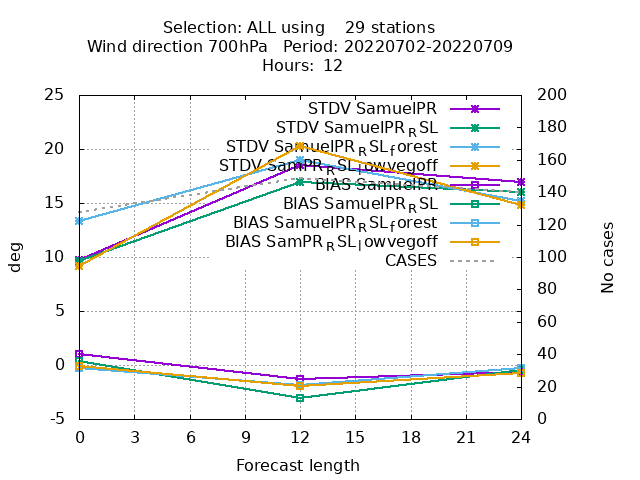 Selection: ALL using 29 stations
Wind direction 700hPa Period: 20220702-20220709
Hours: 12
25
20
15
10
5
0
-5
200
180
160
140
120
100
80
60
40
20
0
deg
No cases
STDV SamuelPR
STDV SamuelPR_RSL
STDV SamuelPR_RSL_forest
STDV SamPR_RSL_lowvegoff
BIAS SamuelPR
BIAS SamuelPR_RSL
BIAS SamuelPR_RSL_forest
BIAS SamPR_RSL_lowvegoff
CASES
0 3 6 9 12 15 18 21 24
Forecast length